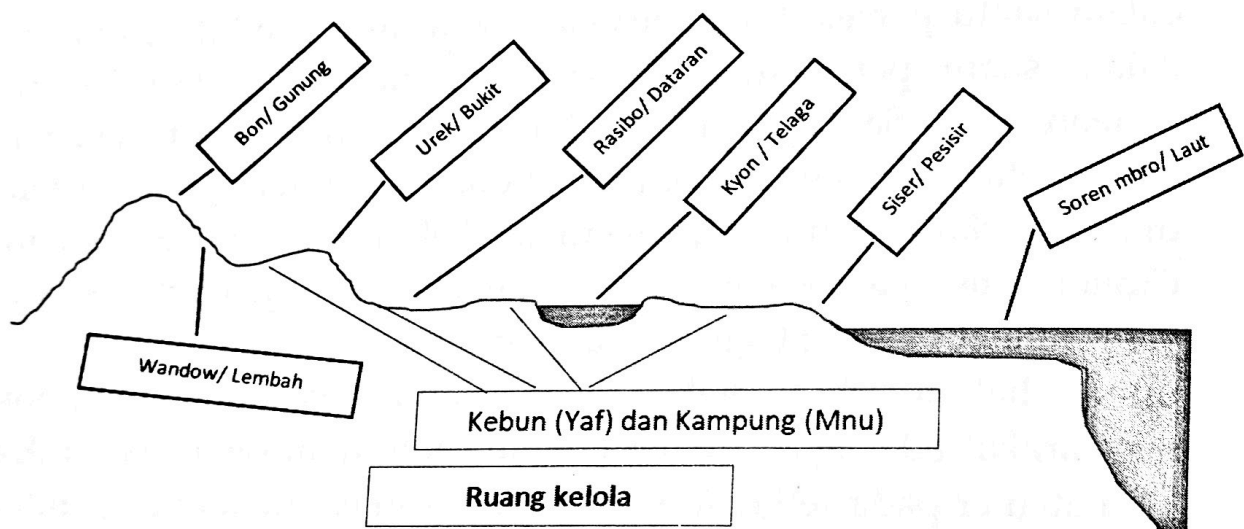 Bon/ Gunung
Urek/ Bukit
Rasibo/ Dataran
Kyon / Telaga
Siser/ Pesisir
Soren mbro/ Laut
Wandow/ Lembah
Kebun (Yaf) dan Kampung (Mnu)
Ruang kelola